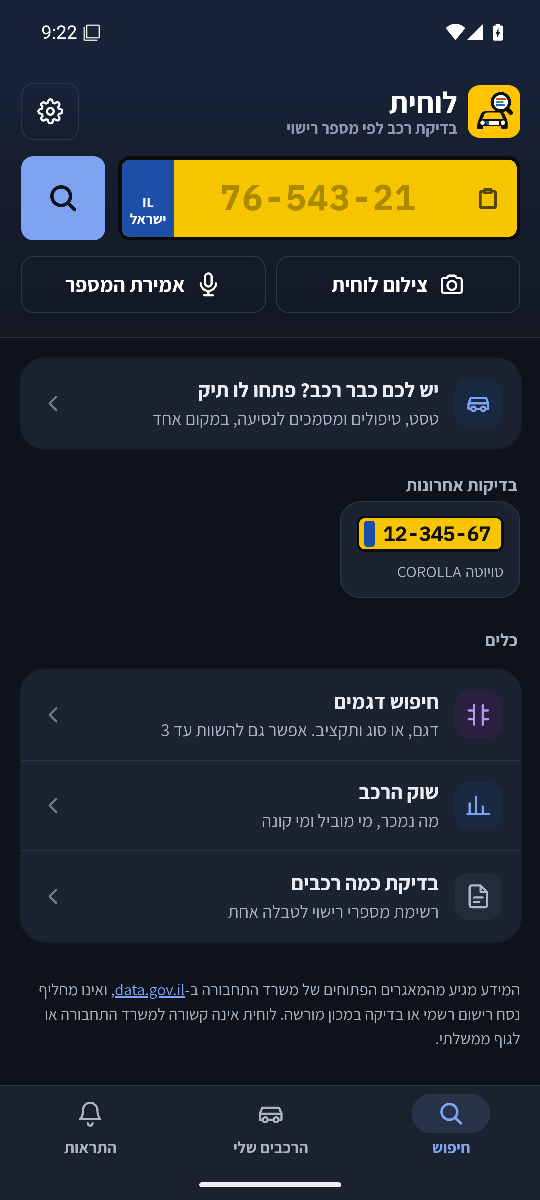 9:22
לוחית
בדיקת רכב לפי מספר רישוי
IL
ישראל
76-543-21
צילום לוחית
אמירת המספר
יש לכם כבר רכב? פתחו לו תיק
טסט, טיפולים ומסמכים לנסיעה, במקום אחד
בדיקות אחרונות
12-345-67
טויוטה COROLLA
כלים
חיפוש דגמים
דגם, או סוג ותקציב. אפשר גם להשוות עד 3
שוק הרכב
מה נמכר, מי מוביל ומי קונה
בדיקת כמה רכבים
רשימת מספרי רישוי לטבלה אחת
המידע מגיע מהמאגרים הפתוחים של משרד התחבורה ב-data.gov.il, ואינו מחליף
נסח רישום רשמי או בדיקה במכון מורשה. לוחית אינה קשורה למשרד התחבורה או
לגוף ממשלתי.
חיפוש
הרכבים שלי
התראות